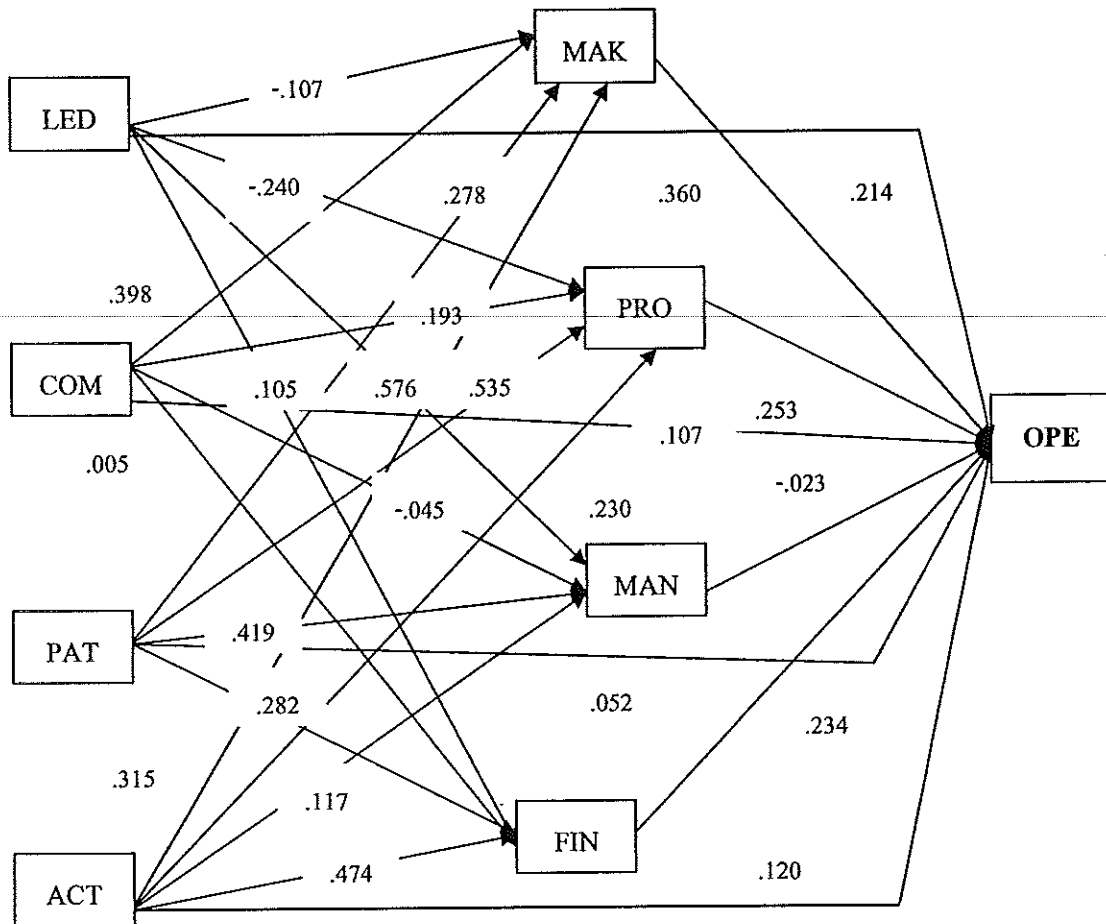 MAK
-.107
LED
-.240
.278
.360
.214
.398
.193
PRO
COM
.105
.576
.535
.253
.107
OPE
.005
-.045
.230
-.023
MAN
PAT
.419
.282
.052
.234
.315
.117
FIN
ACT
.474
.120